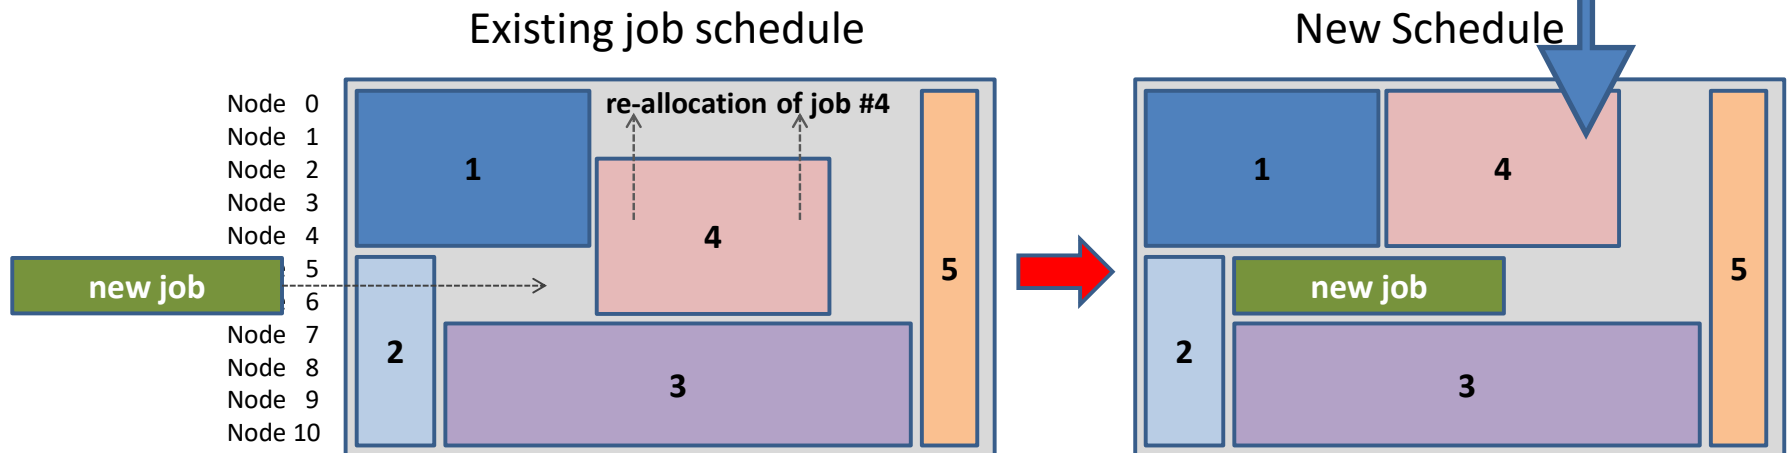 Existing job schedule
New Schedule
Node 0
Node 1
Node 2
Node 3
Node 4
5
6
Node 7
Node 8
Node 9
Node 10
new job
re-allocation of job #4
1
4
5
2
3
1
4
new job
5
2
3